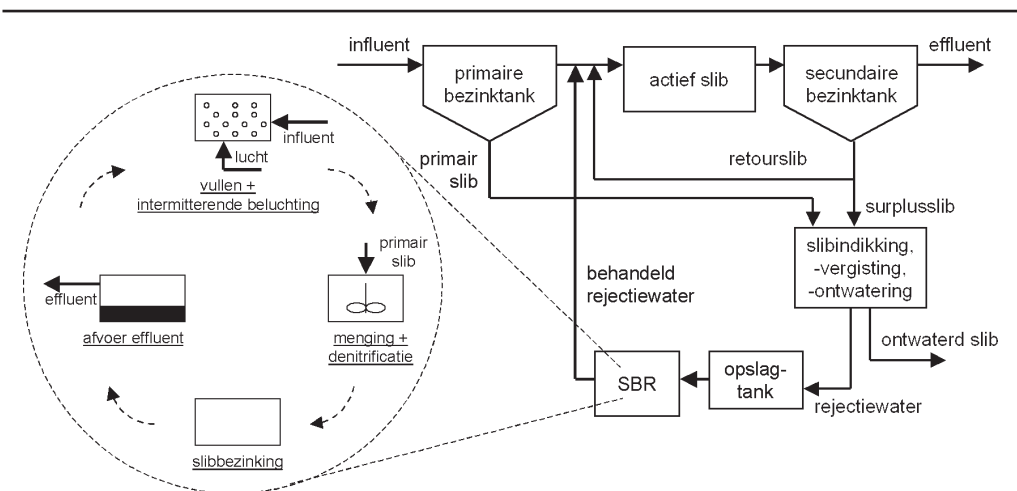 influent
primaire
bezinktank
actief slib
secundaire
bezinktank
effluent
primair
slib
retourslib
surplusslib
slibindikking,
-vergisting,
-ontwatering
behandeld
rejectiewater
ontwaterd slib
SBR
opslag-
tank
rejectiewater
influent
lucht
vullen +
intermitterende beluchting
primair
slib
menging +
denitrificatie
slibbezinking
effluent
afvoer effluent